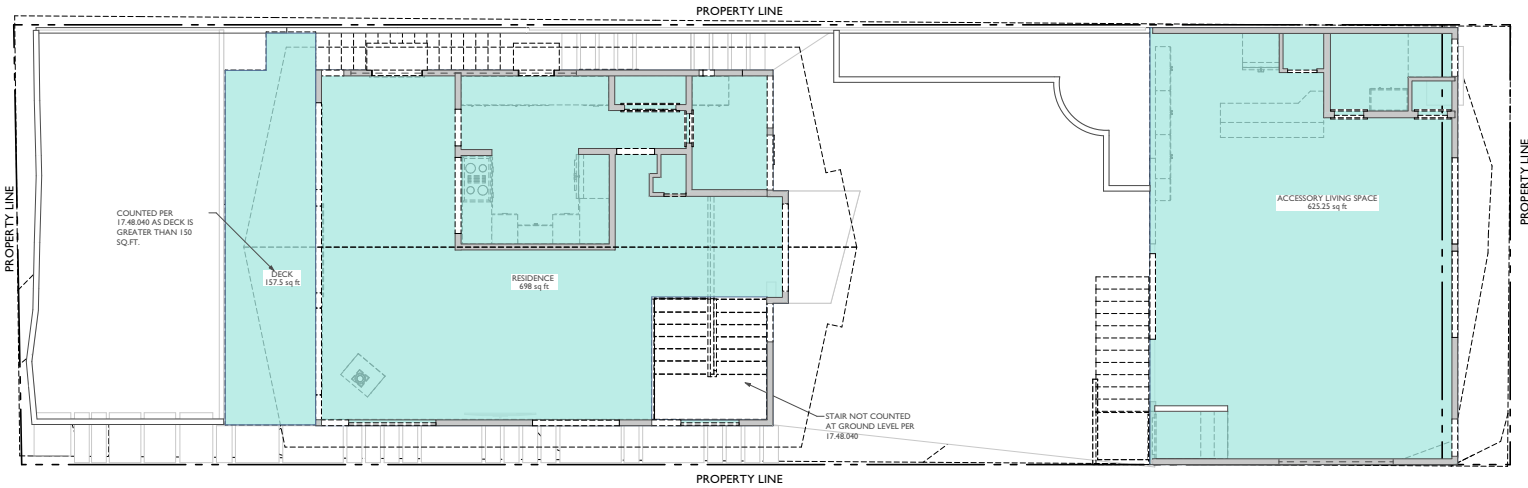 PROPERTY LINE
PROPERTY LINE
COUNTED PER
17.48.040 AS DECK IS
GREATER THAN 150
SQ.FT.
DECK
157.5 sq ft
RESIDENCE
698 sq ft
STAIR NOT COUNTED
AT GROUND LEVEL PER
17.48.040
ACCESSORY LIVING SPACE
625.25 sq ft
PROPERTY LINE
PROPERTY LINE